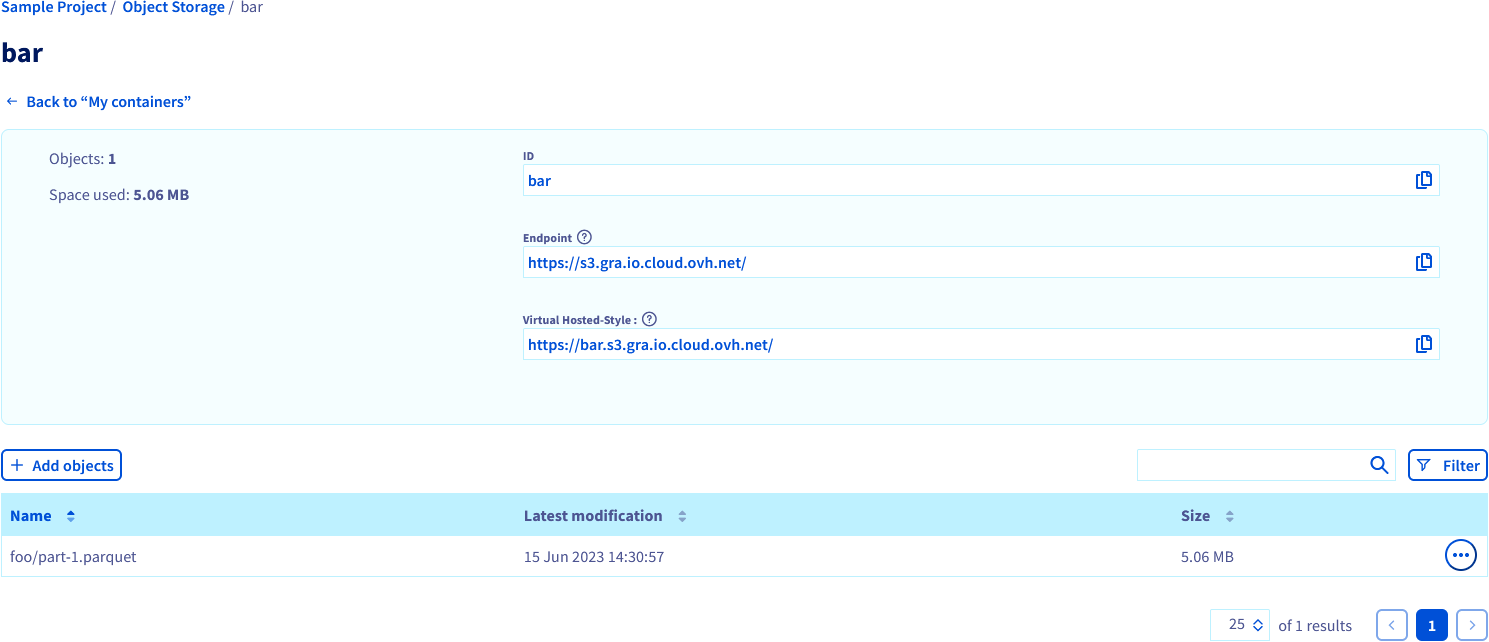 Sample Project / Object Storage / bar
bar
← Back to “My containers”
Objects: 1
Space used: 5.06 MB
ID
bar
Endpoint ?
https://s3.gra.io.cloud.ovh.net/
Virtual Hosted-Style : ?
https://bar.s3.gra.io.cloud.ovh.net/
+ Add objects
Filter
Name Latest modification Size
foo/part-1.parquet 15 Jun 2023 14:30:57 5.06 MB
25 of 1 results 1